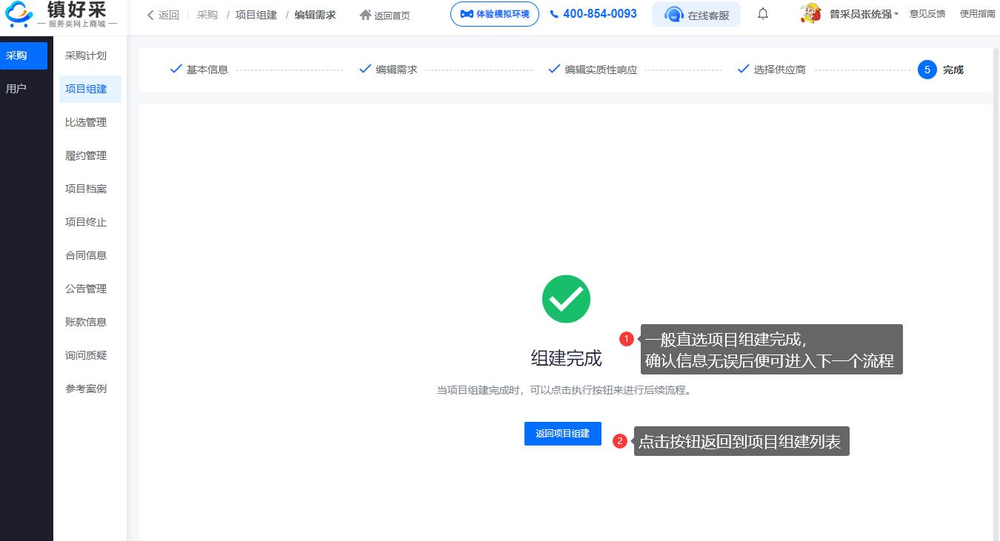 镇好采
服务类网上商城
返回
采购 / 项目组建 / 编辑需求
返回首页
体验模拟环境
400-854-0093
在线客服
普采员张统强
意见反馈
使用指南
采购
用户
采购计划
项目组建
比选管理
履约管理
项目档案
项目终止
合同信息
公告管理
账款信息
询问质疑
参考案例
基本信息
编辑需求
编辑实质性响应
选择供应商
5 完成
组建完成
1 一般直选项目组建完成，
确认信息无误后便可进入下一个流程
当项目组建完成时，可以点击执行按钮来进行后续流程。
返回项目组建
2 点击按钮返回到项目组建列表